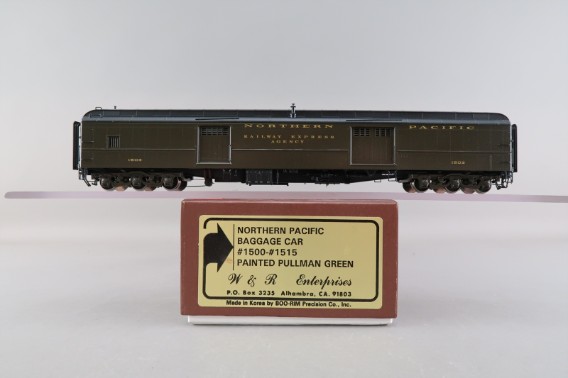 NORTHERN PACIFIC
RAILWAY EXPRESS
AGENCY
NORTHERN PACIFIC
BAGGAGE CAR
#1500-#1515
PAINTED PULLMAN GREEN
W & R Enterprises
P.O. Box 3235 Alhambra, CA. 91803
Made in Korea by BOO-RIM Precision Co., Inc.